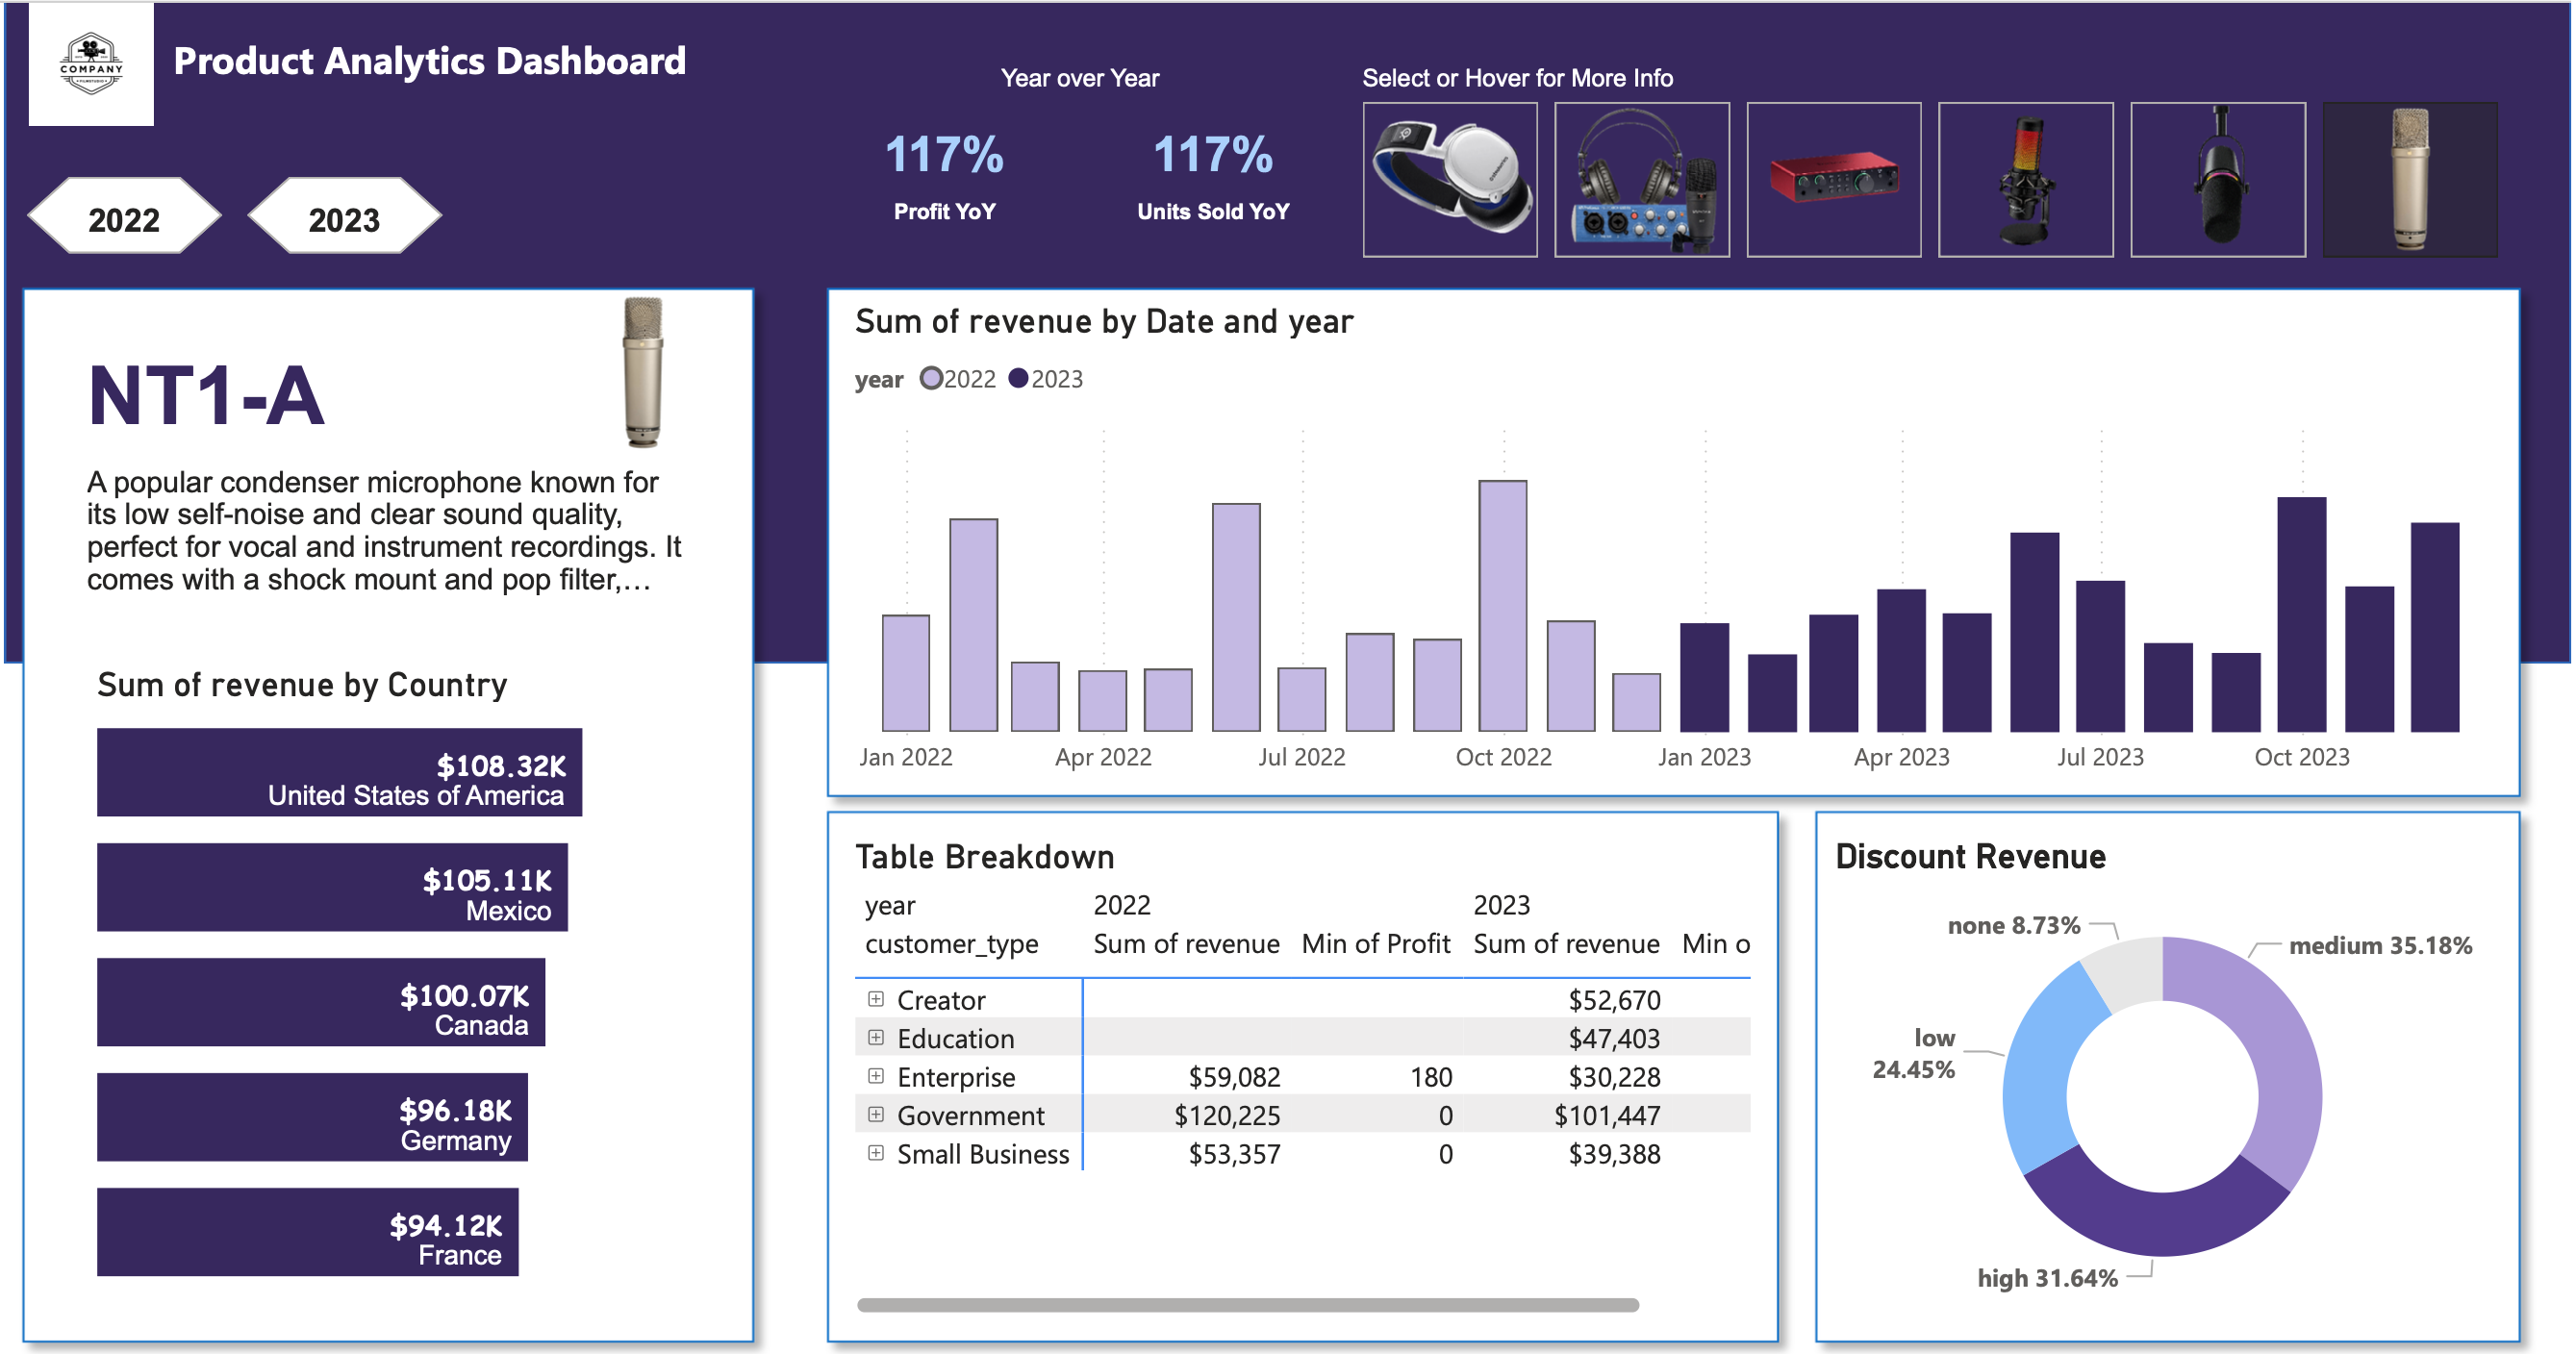 COMPANY
Product Analytics Dashboard
2022
2023
Year over Year
117%
Profit YoY
117%
Units Sold YoY
Select or Hover for More Info
NT1-A
A popular condenser microphone known for
its low self-noise and clear sound quality,
perfect for vocal and instrument recordings. It
comes with a shock mount and pop filter,...
Sum of revenue by Country
$108.32K
United States of America
$105.11K
Mexico
$100.07K
Canada
$96.18K
Germany
$94.12K
France
Sum of revenue by Date and year
year 2022 2023
Jan 2022 Apr 2022 Jul 2022 Oct 2022 Jan 2023 Apr 2023 Jul 2023 Oct 2023
Table Breakdown
year 2022 2023
customer_type Sum of revenue Min of Profit Sum of revenue Min o
Creator $52,670
Education $47,403
Enterprise $59,082 180 $30,228
Government $120,225 0 $101,447
Small Business $53,357 0 $39,388
Discount Revenue
none 8.73%
medium 35.18%
low
24.45%
high 31.64%